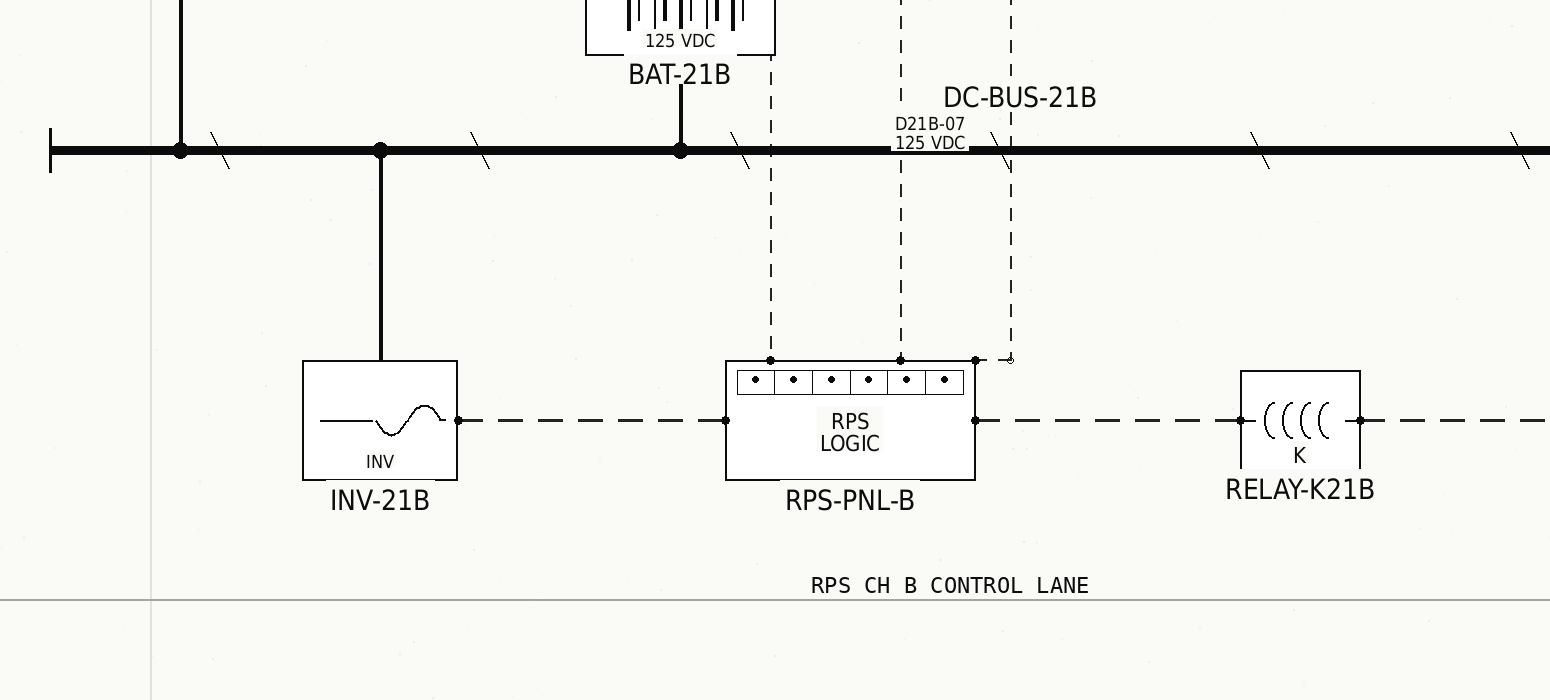 125 VDC
BAT-21B
DC-BUS-21B
D21B-07
125 VDC
RPS
LOGIC
INV
K
INV-21B
RPS-PNL-B
RELAY-K21B
RPS CH B CONTROL LANE